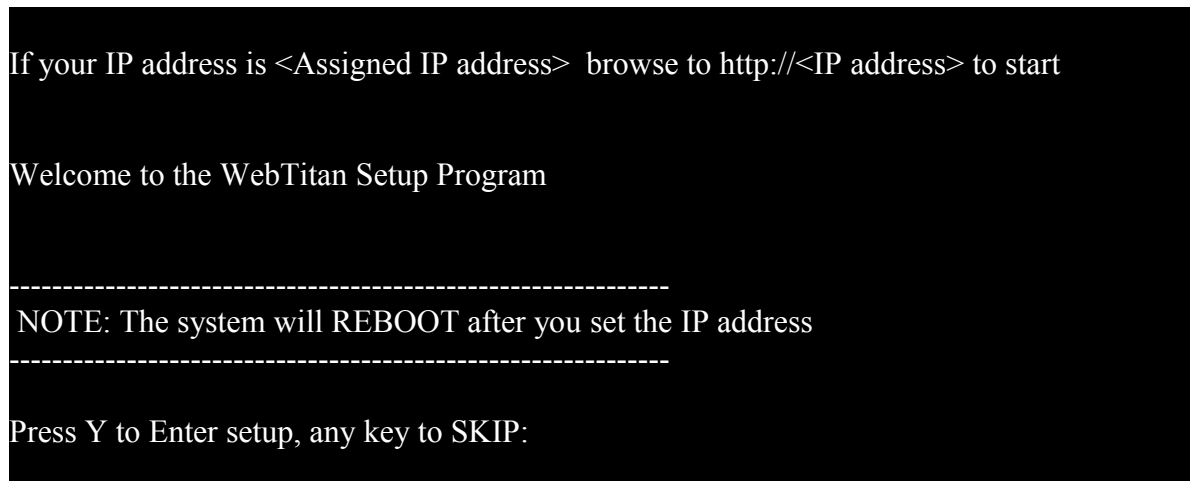 If your IP address is <Assigned IP address>  browse to http://<IP address> to start
Welcome to the WebTitan Setup Program
--------------------------------------------------------------
NOTE: The system will REBOOT after you set the IP address
--------------------------------------------------------------
Press Y to Enter setup, any key to SKIP: